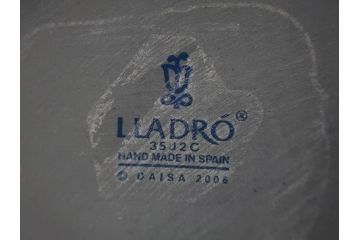 LLADRÓ®
35J2C
HAND MADE IN SPAIN
© DAISA 2006